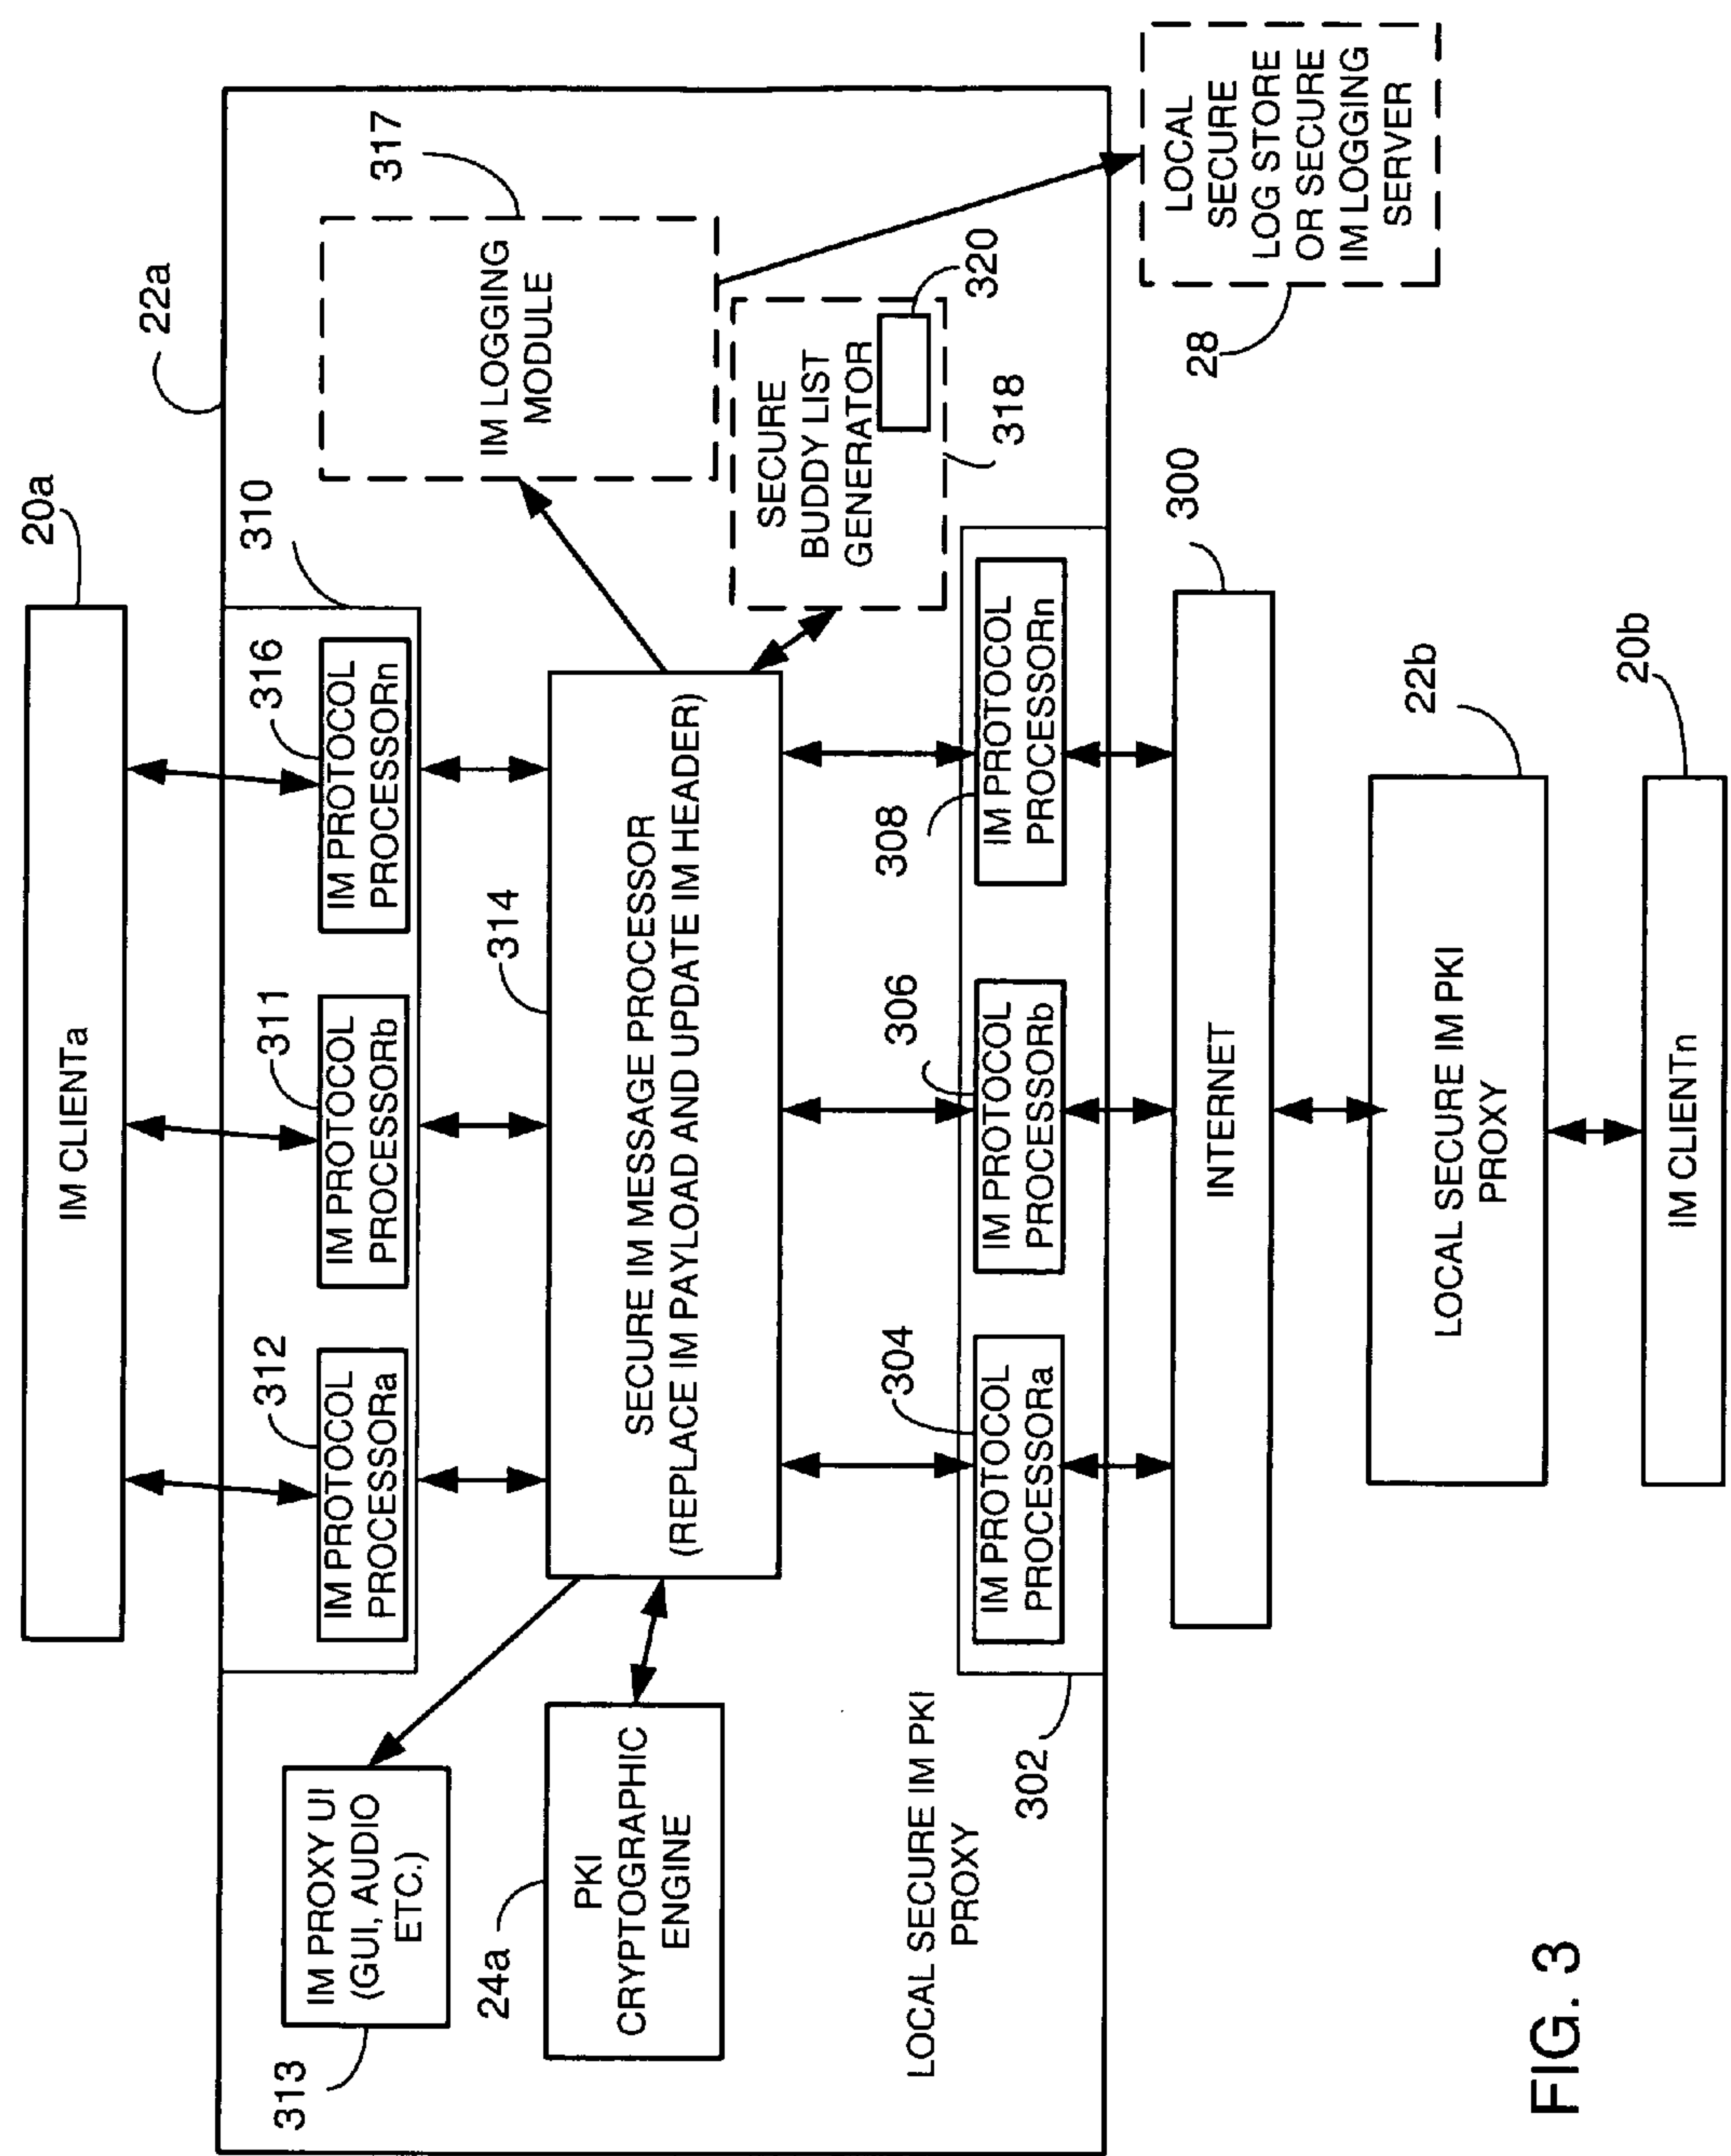 20a
IM CLIENTa
22a
310
312
311
316
IM PROTOCOL
PROCESSORa
IM PROTOCOL
PROCESSORb
IM PROTOCOL
PROCESSORn
317
IM LOGGING
MODULE
313
IM PROXY UI
(GUI, AUDIO
ETC.)
314
SECURE IM MESSAGE PROCESSOR
(REPLACE IM PAYLOAD AND UPDATE IM HEADER)
24a
PKI
CRYPTOGRAPHIC
ENGINE
SECURE
BUDDY LIST
GENERATOR
320
318
LOCAL SECURE IM PKI
PROXY
302
304
306
308
IM PROTOCOL
PROCESSORa
IM PROTOCOL
PROCESSORb
IM PROTOCOL
PROCESSORn
LOCAL
SECURE
LOG STORE
OR SECURE
IM LOGGING
SERVER
28
300
INTERNET
22b
LOCAL SECURE IM PKI
PROXY
20b
IM CLIENTn
FIG. 3